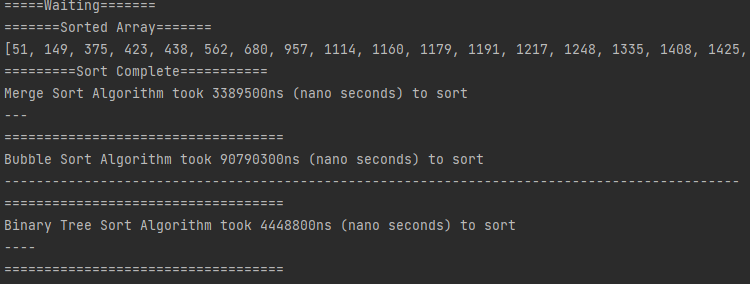 =====Waiting=======
=======Sorted Array=======
[51, 149, 375, 423, 438, 562, 680, 957, 1114, 1160, 1179, 1191, 1217, 1248, 1335, 1408, 1425,
=========Sort Complete===========
Merge Sort Algorithm took 3389500ns (nano seconds) to sort
---
===================================
Bubble Sort Algorithm took 90790300ns (nano seconds) to sort
--------------------------------------------------------------------------------------------
===================================
Binary Tree Sort Algorithm took 4448800ns (nano seconds) to sort
----
===================================